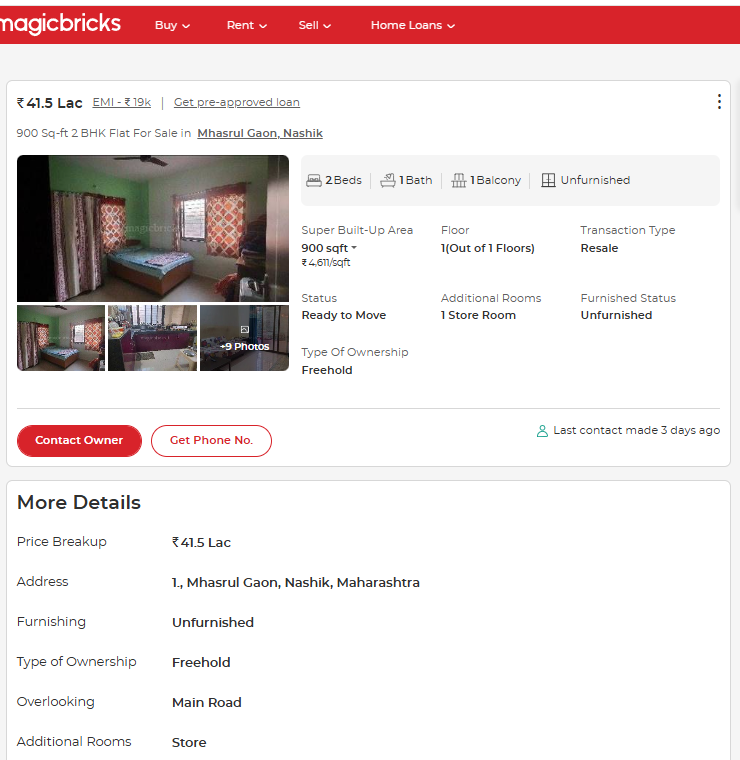 magicbricks Buy Rent Sell Home Loans
₹41.5 Lac EMI - ₹19k | Get pre-approved loan
900 Sq-ft 2 BHK Flat For Sale in Mhasrul Gaon, Nashik
magicbricks
+9 Photos
2 Beds 1 Bath 1 Balcony Unfurnished
Super Built-Up Area Floor Transaction Type
900 sqft 1(Out of 1 Floors) Resale
₹4,611/sqft
Status Additional Rooms Furnished Status
Ready to Move 1 Store Room Unfurnished
Type Of Ownership
Freehold
Contact Owner Get Phone No. Last contact made 3 days ago
More Details
Price Breakup ₹41.5 Lac
Address 1., Mhasrul Gaon, Nashik, Maharashtra
Furnishing Unfurnished
Type of Ownership Freehold
Overlooking Main Road
Additional Rooms Store